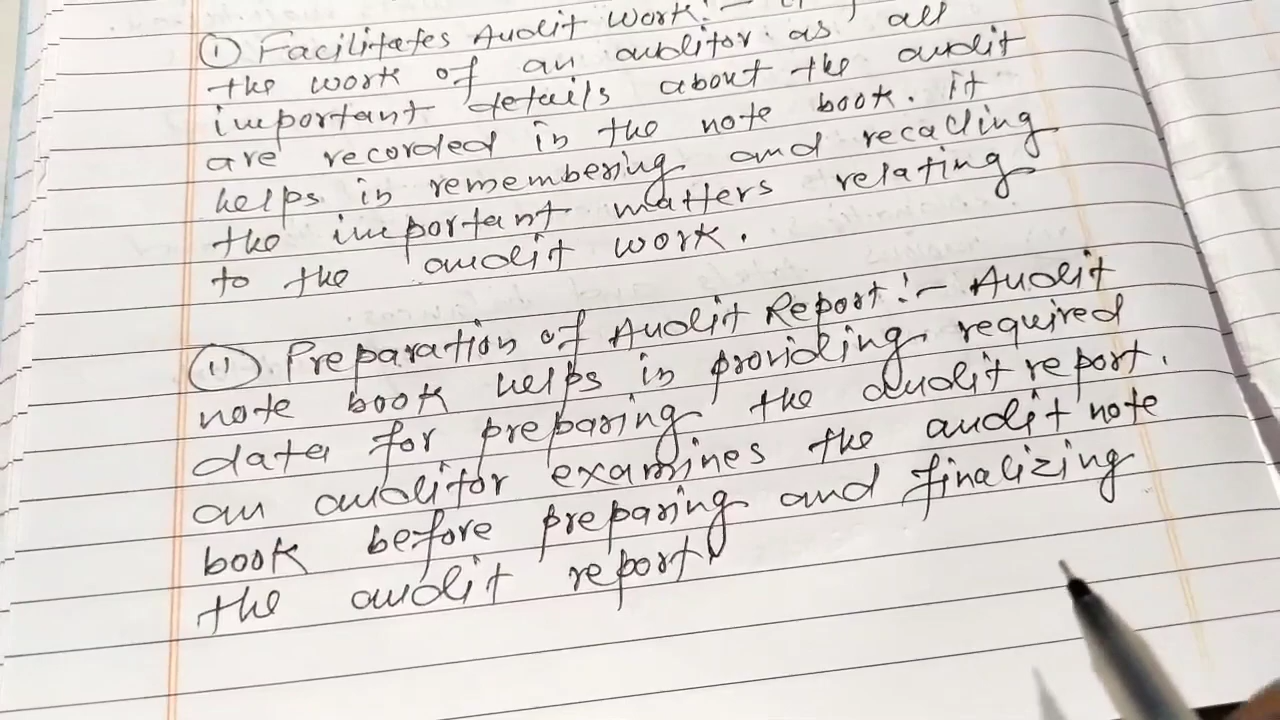 ① Facilitates Audit Work:-
the work of an auditor as all
important details about the audit
are recorded in the note book. it
helps in remembering and recalling
the important matters relating
to the audit work.
(11) Preparation of Audit Report:- Audit
note book helps in providing required
data for preparing the audit report.
an auditor examines the audit note
book before preparing and finalizing
the audit report